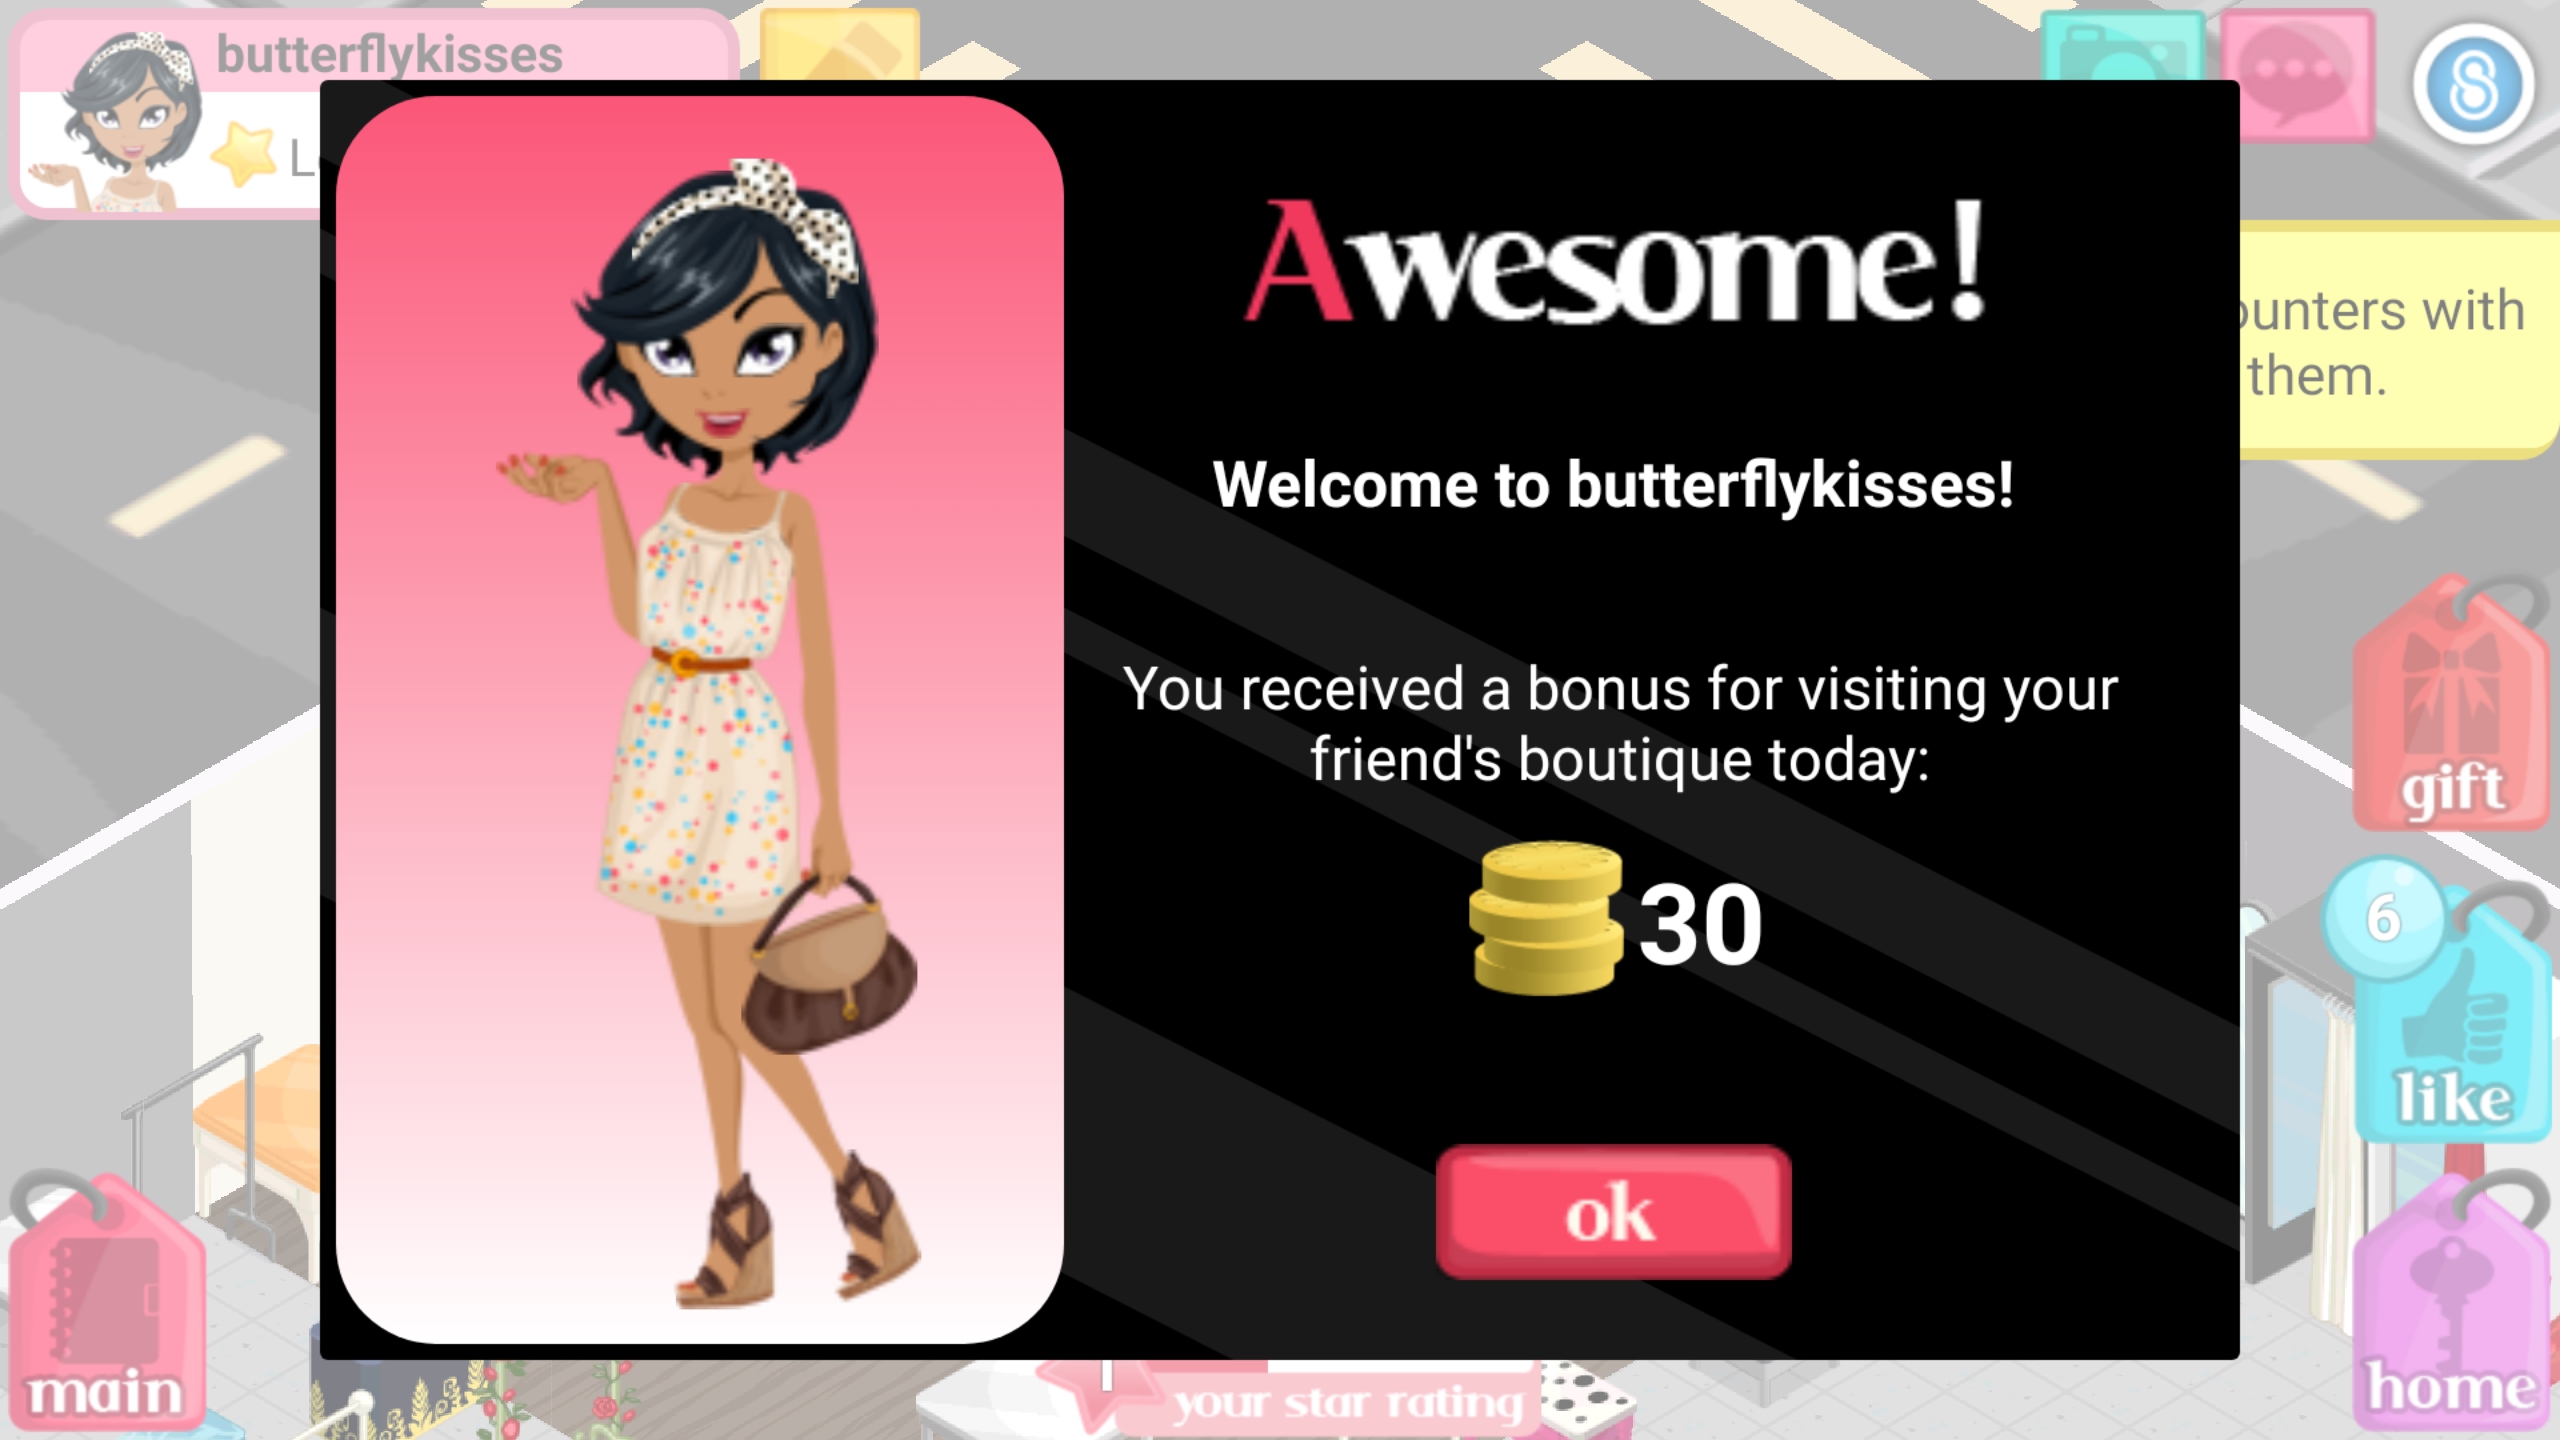 butterflykisses
Awesome!
Welcome to butterflykisses!
You received a bonus for visiting your
friend's boutique today:
30
ok
with
them.
gift
6
like
main
your star rating
home